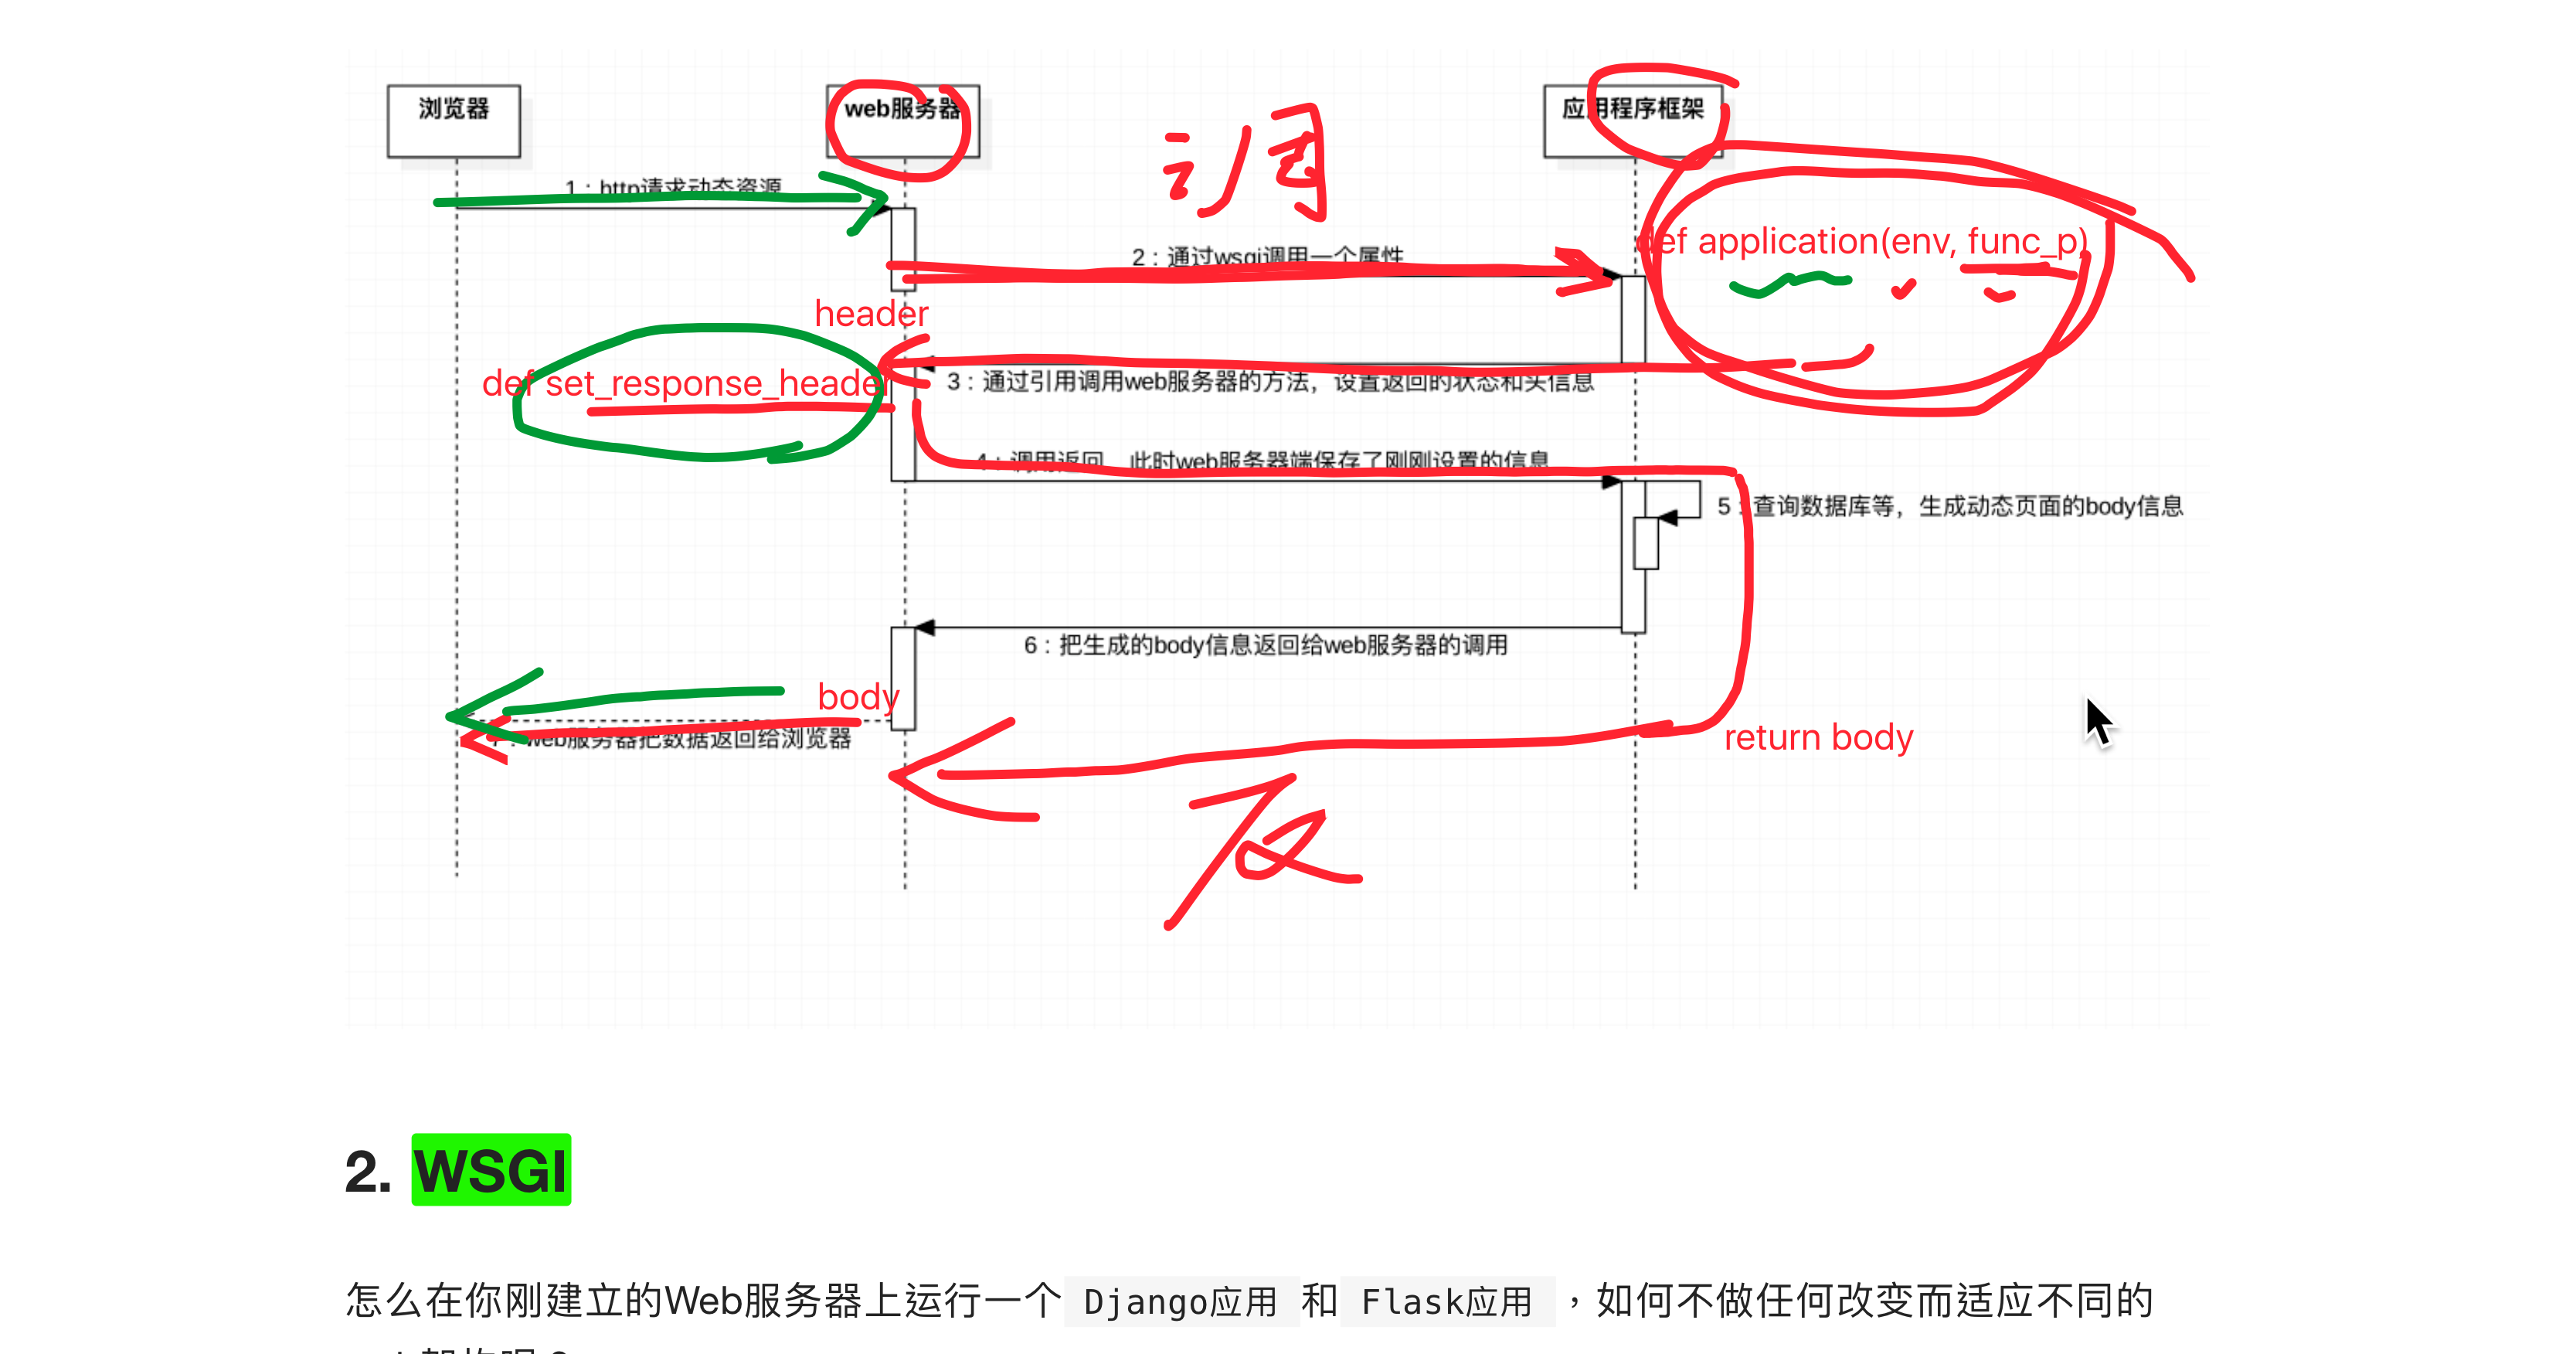 浏览器
web服务器
应用程序框架
调
1：http请求动态资源
2：通过wsgi调用一个属性
def application(env, func_p)
header
def set_response_header
3：通过引用调用web服务器的方法，设置返回的状态和头信息
4：调用返回，此时web服务器端保存了刚刚设置的信息
5：查询数据库等，生成动态页面的body信息
6：把生成的body信息返回给web服务器的调用
body
7：web服务器把数据返回给浏览器
return body
2. WSGI
怎么在你刚建立的Web服务器上运行一个 Django应用 和 Flask应用 ，如何不做任何改变而适应不同的